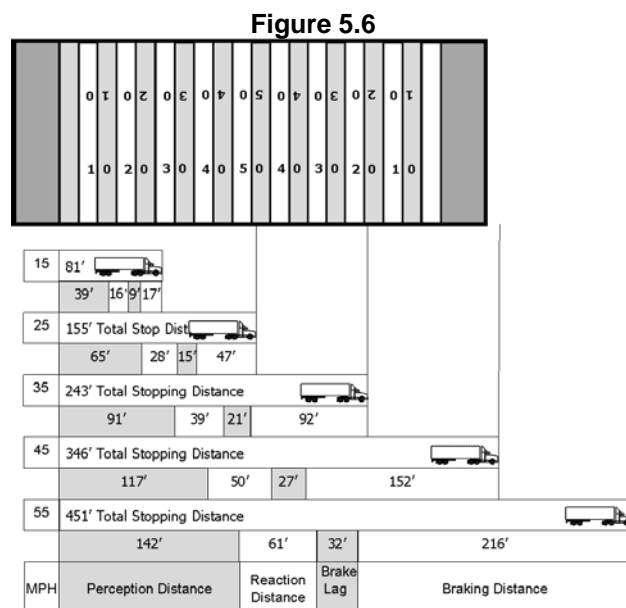 Figure 5.6
0 1 0 2 0 3 0 4 0 5 0 4 0 3 0 2 0 1
1 0 2 0 3 0 4 0 5 0 4 0 3 0 2 0 1 0
15 81'
39' 16' 9' 17'
25 155' Total Stop Dist
65' 28' 15' 47'
35 243' Total Stopping Distance
91' 39' 21' 92'
45 346' Total Stopping Distance
117' 50' 27' 152'
55 451' Total Stopping Distance
142' 61' 32' 216'
MPH Perception Distance Reaction Distance Brake Lag Braking Distance